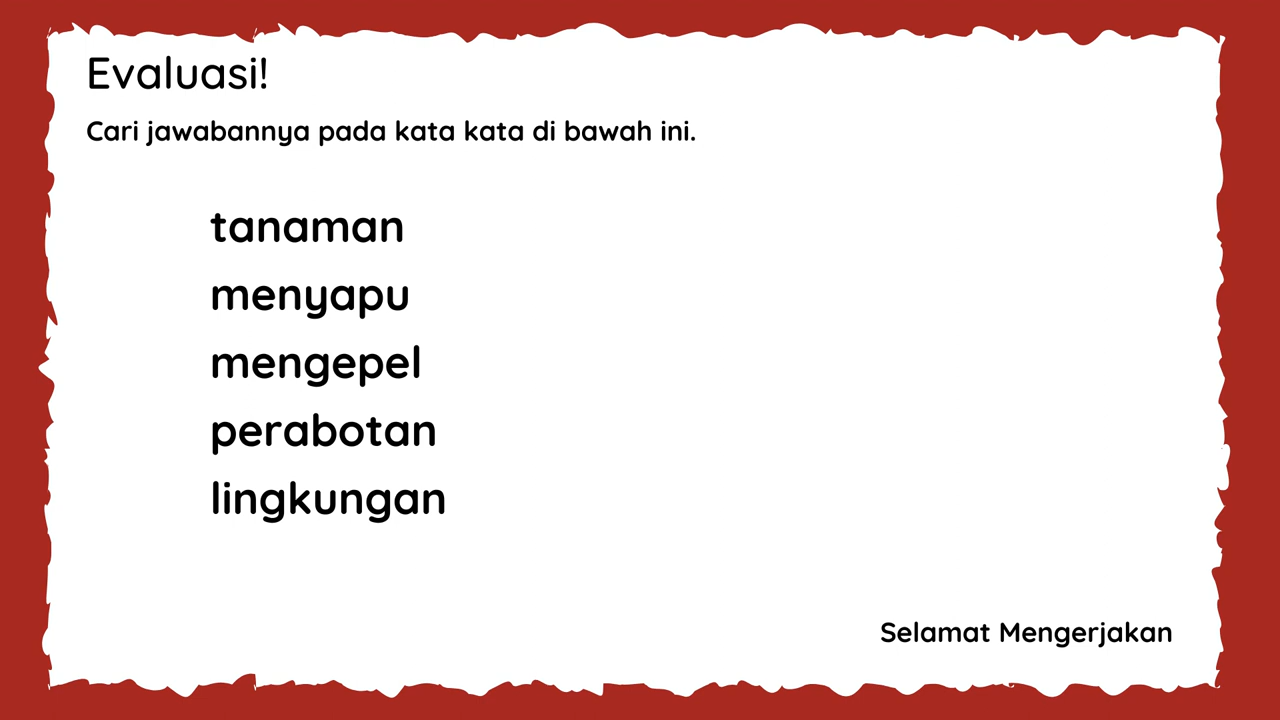 Evaluasi!
Cari jawabannya pada kata kata di bawah ini.
tanaman
menyapu
mengepel
perabotan
lingkungan
Selamat Mengerjakan